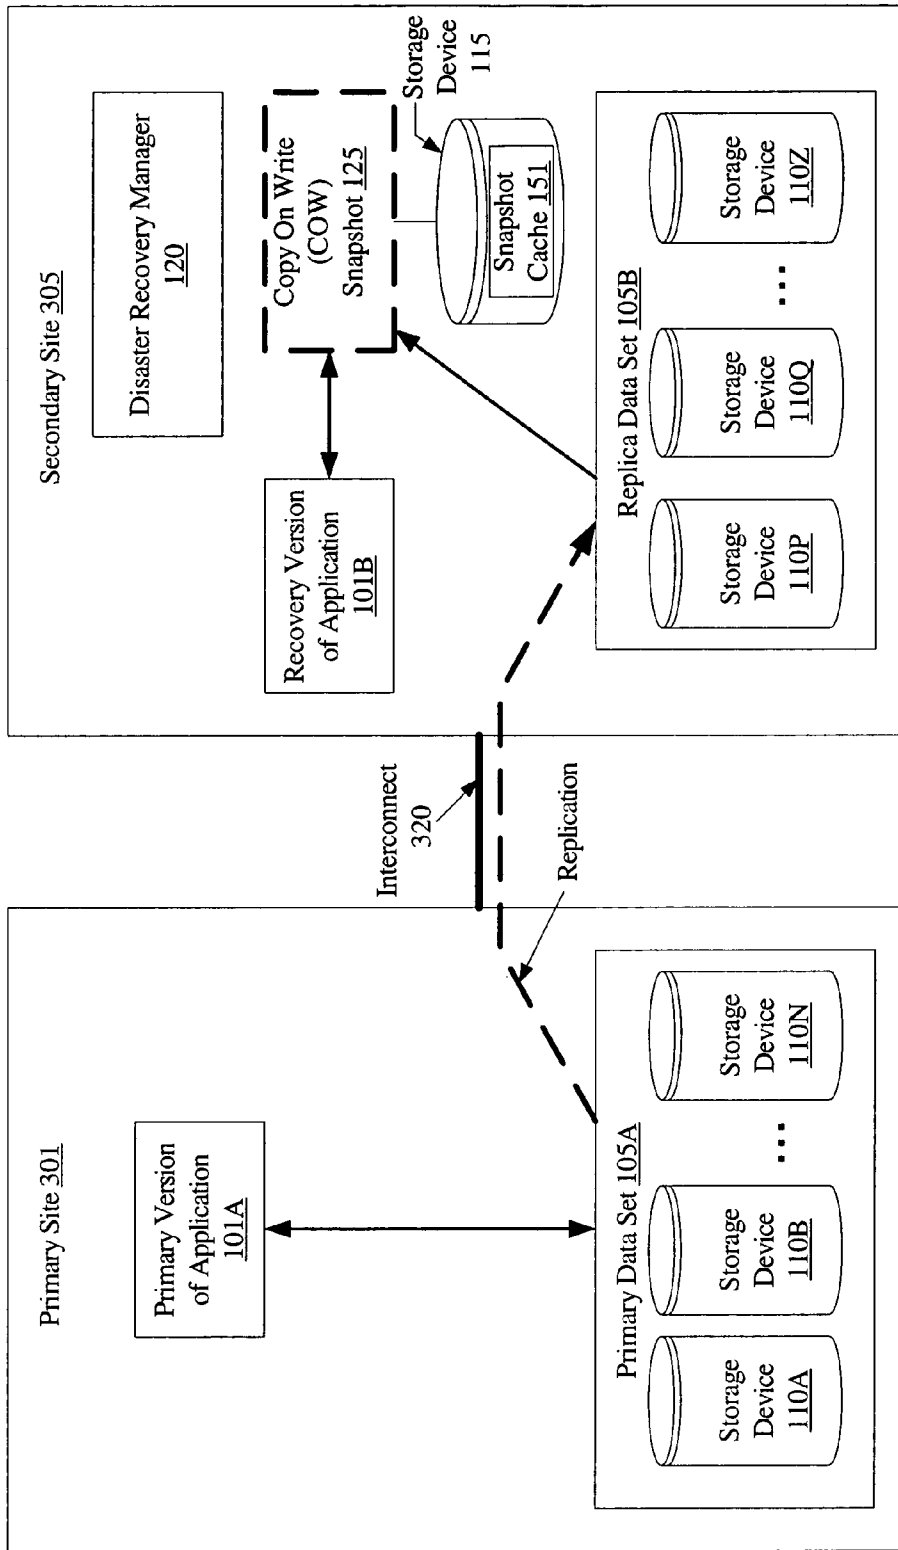 Primary Site 301
Primary Version
of Application
101A
Primary Data Set 105A
Storage
Device
110A
Storage
Device
110B
...
Storage
Device
110N
Interconnect
320
Replication
Secondary Site 305
Disaster Recovery Manager
120
Recovery Version
of Application
101B
Copy On Write
(COW)
Snapshot 125
Storage
Device
115
Snapshot
Cache 151
Replica Data Set 105B
Storage
Device
110P
Storage
Device
110Q
...
Storage
Device
110Z